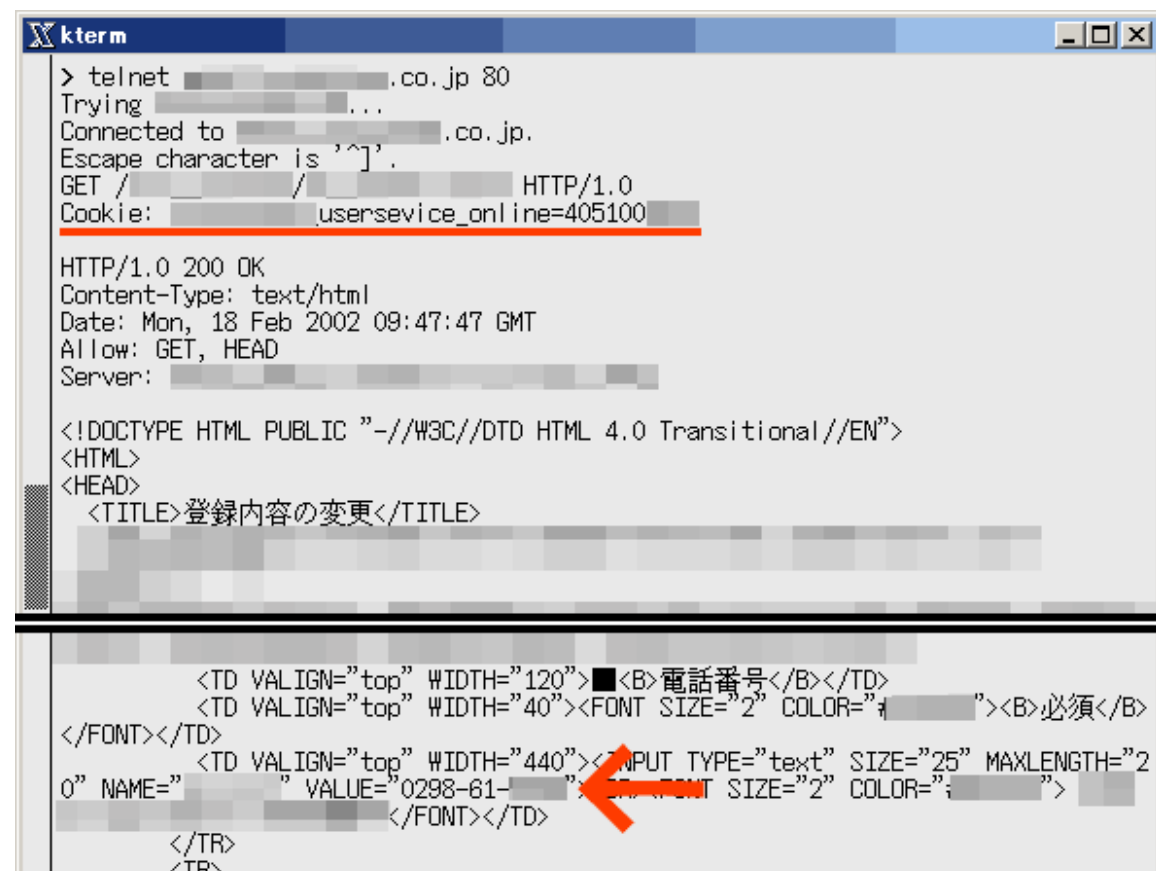 kterm
> telnet .co.jp 80
Trying ...
Connected to .co.jp.
Escape character is '^]'.
GET / / HTTP/1.0
Cookie: _usersevice_online=405100
HTTP/1.0 200 OK
Content-Type: text/html
Date: Mon, 18 Feb 2002 09:47:47 GMT
Allow: GET, HEAD
Server:
<!DOCTYPE HTML PUBLIC "-//W3C//DTD HTML 4.0 Transitional//EN">
<HTML>
<HEAD>
<TITLE>登録内容の変更</TITLE>
<TD VALIGN="top" WIDTH="120">■<B>電話番号</B></TD>
<TD VALIGN="top" WIDTH="40"><FONT SIZE="2" COLOR="# "><B>必須</B>
</FONT></TD>
<TD VALIGN="top" WIDTH="440"><INPUT TYPE="text" SIZE="25" MAXLENGTH="2
0" NAME=" " VALUE="0298-61- "><BR><FONT SIZE="2" COLOR="# ">
</FONT></TD>
</TR>
<TR>